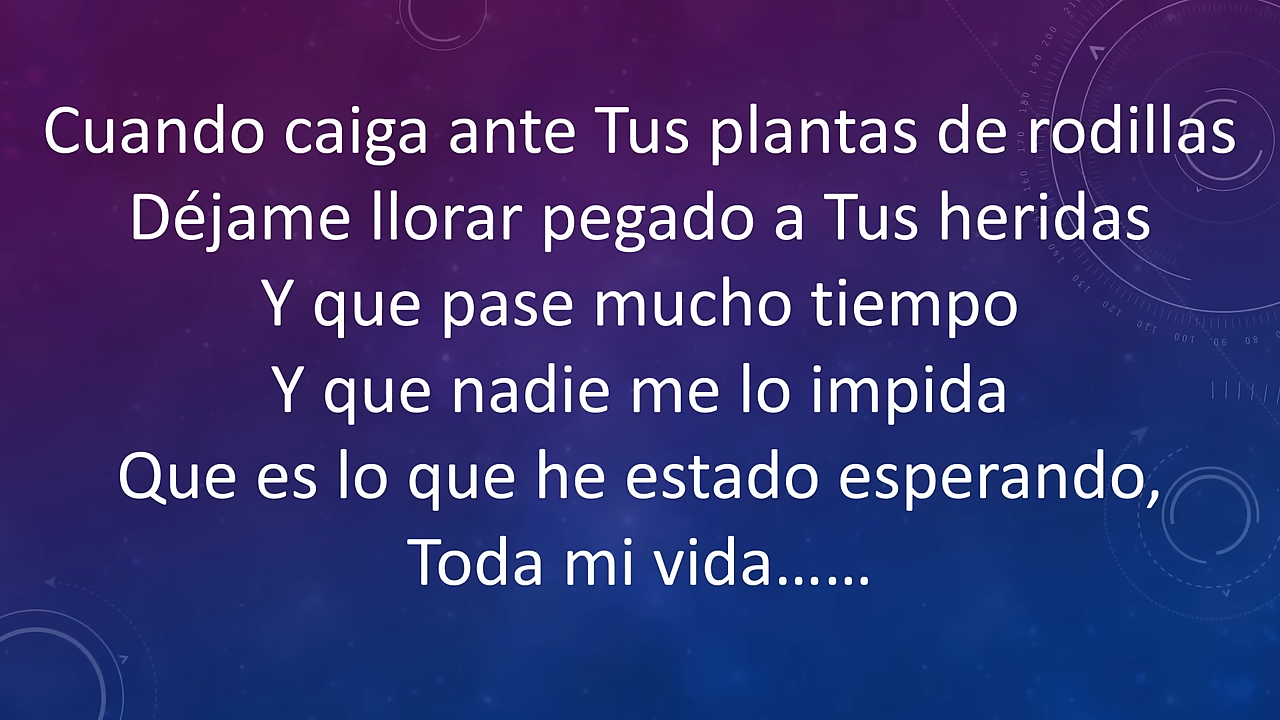 Cuando caiga ante Tus plantas de rodillas
Déjame llorar pegado a Tus heridas
Y que pase mucho tiempo
Y que nadie me lo impida
Que es lo que he estado esperando,
Toda mi vida……